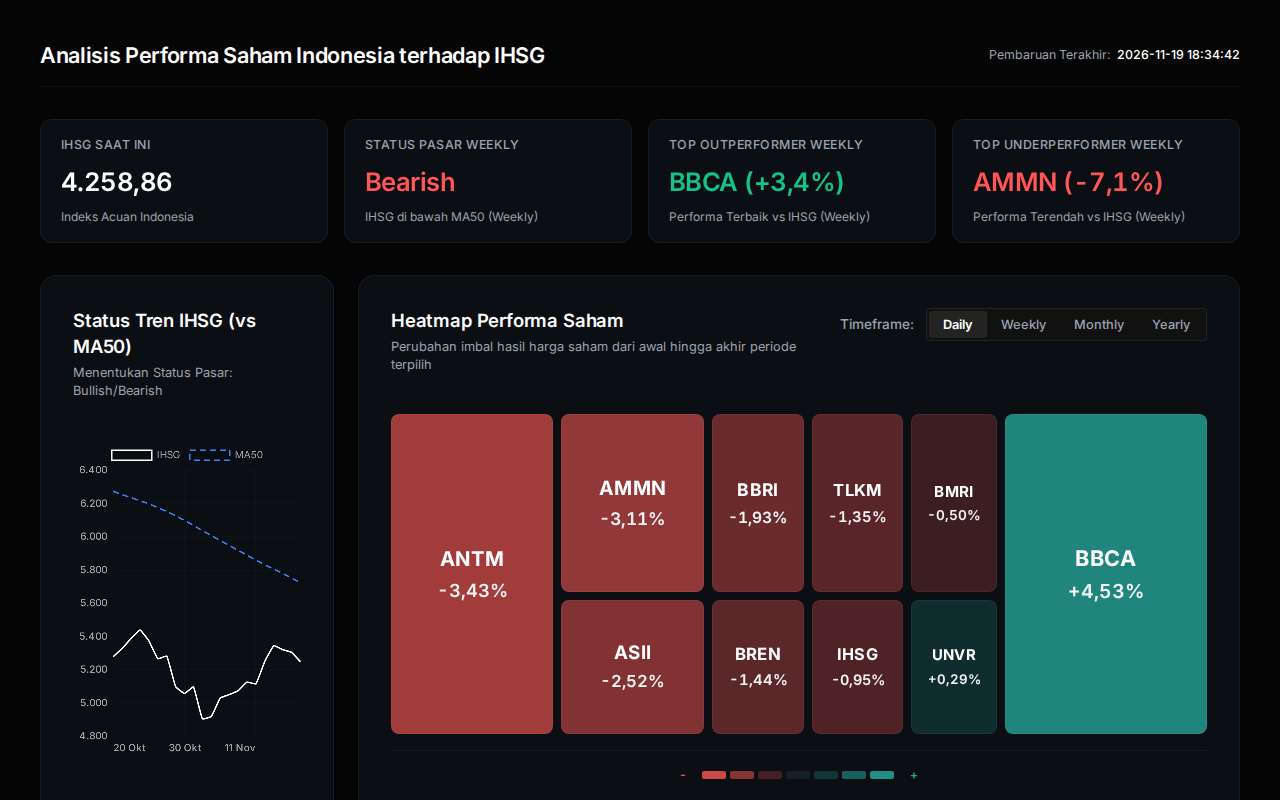 Analisis Performa Saham Indonesia terhadap IHSG
Pembaruan Terakhir: 2026-11-19 18:34:42
IHSG SAAT INI
4.258,86
Indeks Acuan Indonesia
STATUS PASAR WEEKLY
Bearish
IHSG di bawah MA50 (Weekly)
TOP OUTPERFORMER WEEKLY
BBCA (+3,4%)
Performa Terbaik vs IHSG (Weekly)
TOP UNDERPERFORMER WEEKLY
AMMN (-7,1%)
Performa Terendah vs IHSG (Weekly)
Status Tren IHSG (vs
MA50)
Menentukan Status Pasar:
Bullish/Bearish
IHSG MA50
6.400
6.200
6.000
5.800
5.600
5.400
5.200
5.000
4.800
20 Okt 30 Okt 11 Nov
Heatmap Performa Saham
Perubahan imbal hasil harga saham dari awal hingga akhir periode
terpilih
Timeframe: Daily Weekly Monthly Yearly
ANTM
-3,43%
AMMN
-3,11%
ASII
-2,52%
BBRI
-1,93%
BREN
-1,44%
TLKM
-1,35%
IHSG
-0,95%
BMRI
-0,50%
UNVR
+0,29%
BBCA
+4,53%
- +